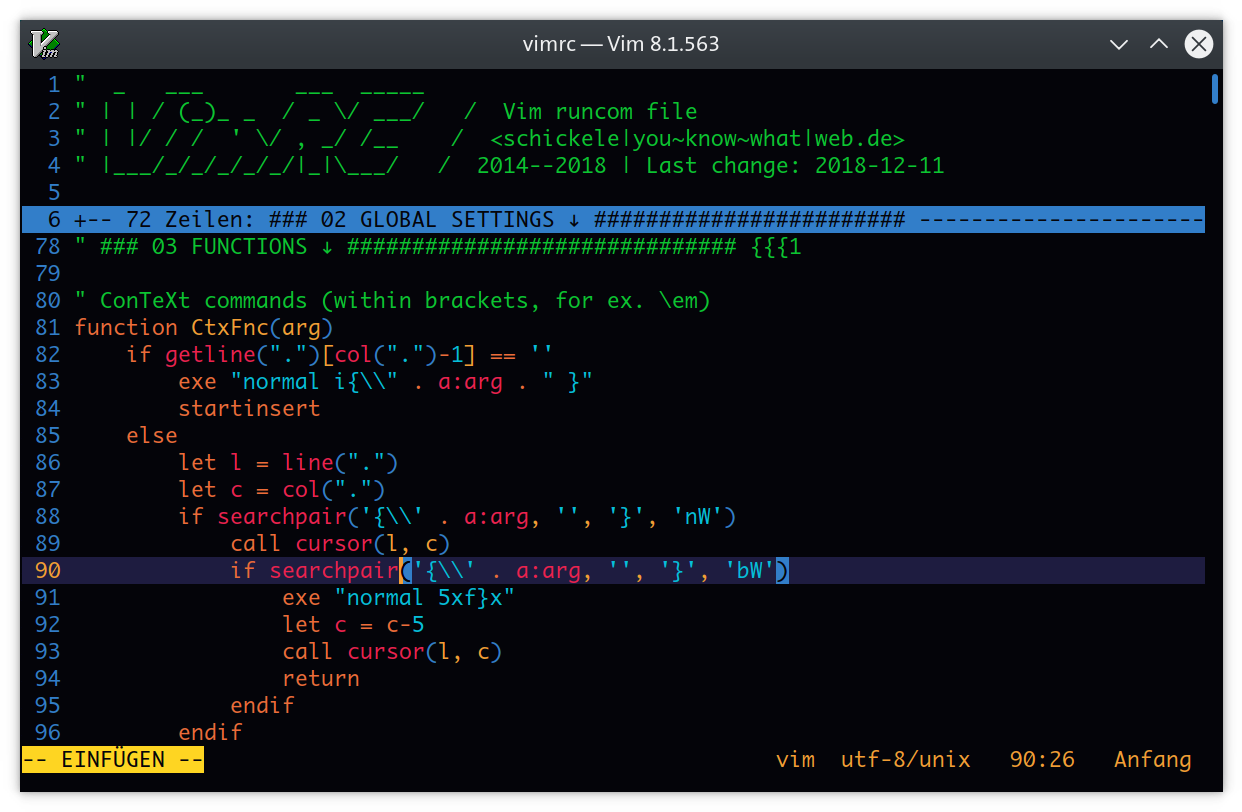 vimrc — Vim 8.1.563
1 "  _   ___       ___  _____
2 " | | / (_)_ _  / _ \/ ___/   /  Vim runcom file
3 " | |/ / /  ' \/ , _/ /__    /  <schickele|you~know~what|web.de>
4 " |___/_/_/_/_/_/|_|\___/   /  2014--2018 | Last change: 2018-12-11
5
6 +-- 72 Zeilen: ### 02 GLOBAL SETTINGS ↓ ######################## ----------------------
78 " ### 03 FUNCTIONS ↓ ############################## {{{1
79
80 " ConTeXt commands (within brackets, for ex. \em)
81 function CtxFnc(arg)
82     if getline(".")[col(".")-1] == ''
83         exe "normal i{\\" . a:arg . " }"
84         startinsert
85     else
86         let l = line(".")
87         let c = col(".")
88         if searchpair('{\\' . a:arg, '', '}', 'nW')
89             call cursor(l, c)
90             if searchpair('{\\' . a:arg, '', '}', 'bW')
91                 exe "normal 5xf}x"
92                 let c = c-5
93                 call cursor(l, c)
94                 return
95             endif
96         endif
-- EINFÜGEN --    vim  utf-8/unix   90:26   Anfang